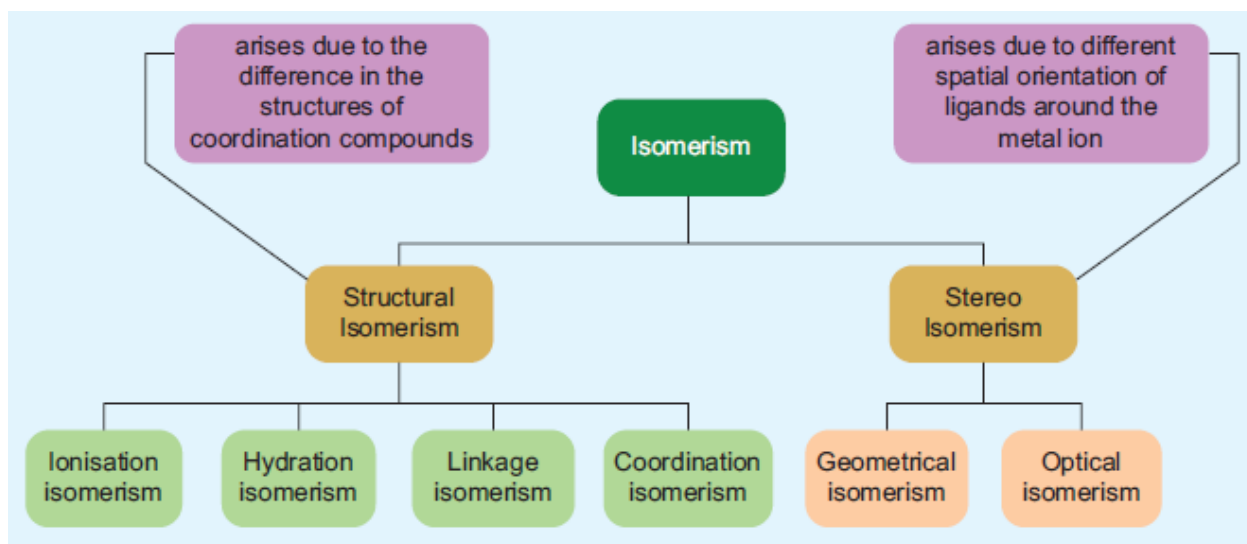 arises due to the
difference in the
structures of
coordination compounds
arises due to different
spatial orientation of
ligands around the
metal ion
Isomerism
Structural
Isomerism
Stereo
Isomerism
Ionisation
isomerism
Hydration
isomerism
Linkage
isomerism
Coordination
isomerism
Geometrical
isomerism
Optical
isomerism